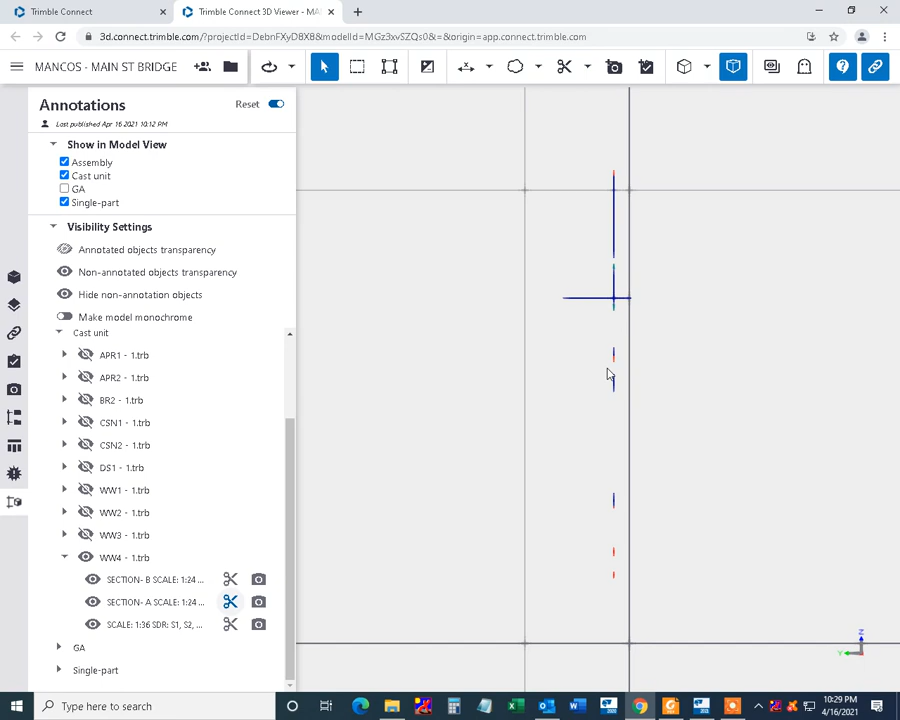 Trimble Connect
Trimble Connect 3D Viewer - MA
3d.connect.trimble.com/?projectId=DebnFXyD8X8&modelId=MGz3xvSZQs0&=&origin=app.connect.trimble.com
MANCOS - MAIN ST BRIDGE
Annotations
Reset
Last published Apr 16 2021 10:12 PM
Show in Model View
Assembly
Cast unit
GA
Single-part
Visibility Settings
Annotated objects transparency
Non-annotated objects transparency
Hide non-annotation objects
Make model monochrome
Cast unit
APR1 - 1.trb
APR2 - 1.trb
BR2 - 1.trb
CSN1 - 1.trb
CSN2 - 1.trb
DS1 - 1.trb
WW1 - 1.trb
WW2 - 1.trb
WW3 - 1.trb
WW4 - 1.trb
SECTION- B SCALE: 1:24 ...
SECTION- A SCALE: 1:24 ...
SCALE: 1:36 SDR: S1, S2, ...
GA
Single-part
Z
Y
Type here to search
10:29 PM
4/16/2021